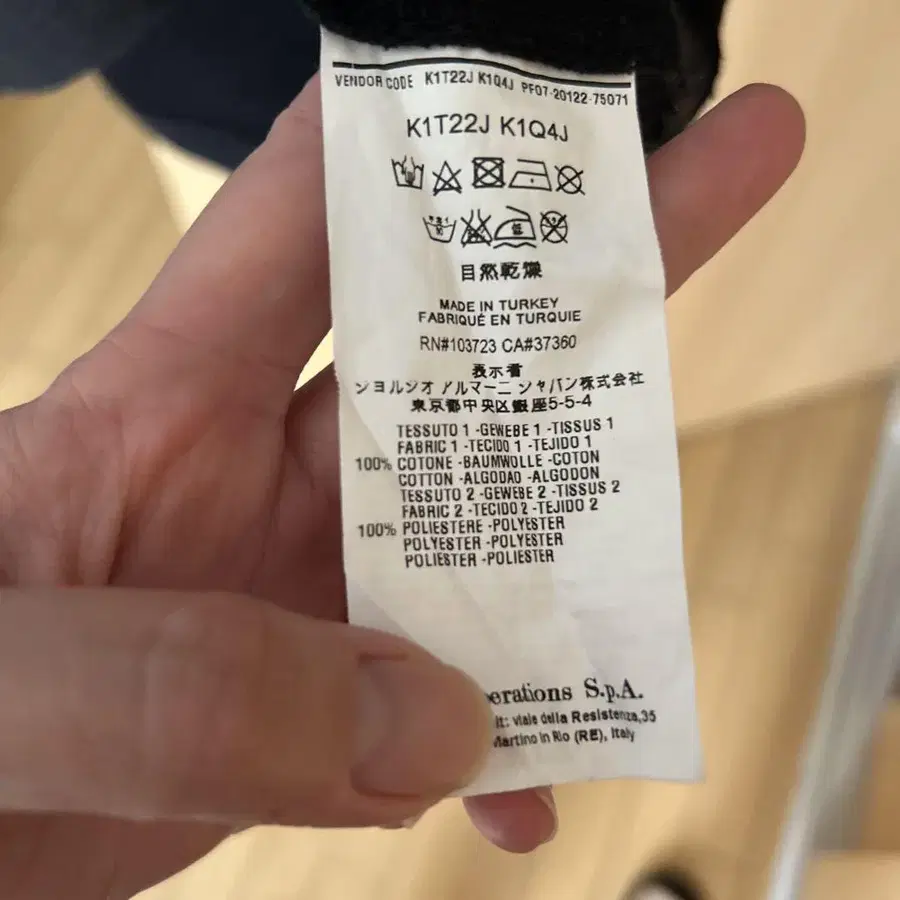 VENDOR CODE K1T22J K1Q4J PF07-20122-75071
K1T22J K1Q4J
目然乾燥
MADE IN TURKEY
FABRIQUÉ EN TURQUIE
RN#103723 CA#37360
表示者
ジョルジオ アルマーニ ジャパン株式会社
東京都中央区銀座5-5-4
TESSUTO 1 -GEWEBE 1 -TISSUS 1
FABRIC 1 -TECIDO 1 -TEJIDO 1
100% COTONE -BAUMWOLLE -COTON
COTTON -ALGODAO -ALGODON
TESSUTO 2 -GEWEBE 2 -TISSUS 2
FABRIC 2 -TECIDO 2 -TEJIDO 2
100% POLIESTERE -POLYESTER
POLYESTER -POLYESTER
POLIESTER -POLIESTER
erations S.p.A.
it: viale della Resistenza,35
Martino in Rio (RE), Italy